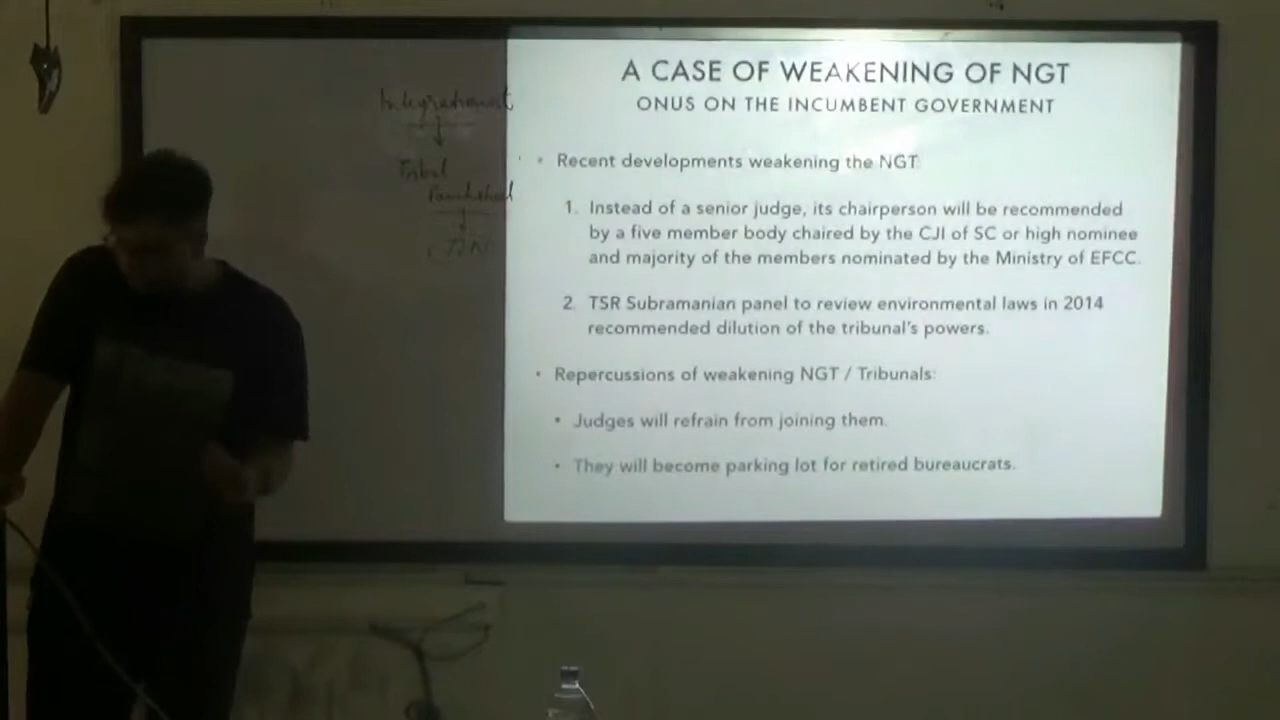 Integrationist
Tribal
Panchsheel
A CASE OF WEAKENING OF NGT
ONUS ON THE INCUMBENT GOVERNMENT
• Recent developments weakening the NGT
1. Instead of a senior judge, its chairperson will be recommended
by a five member body chaired by the CJI of SC or high nominee
and majority of the members nominated by the Ministry of EFCC.
2. TSR Subramanian panel to review environmental laws in 2014
recommended dilution of the tribunal's powers.
• Repercussions of weakening NGT / Tribunals:
• Judges will refrain from joining them.
• They will become parking lot for retired bureaucrats.